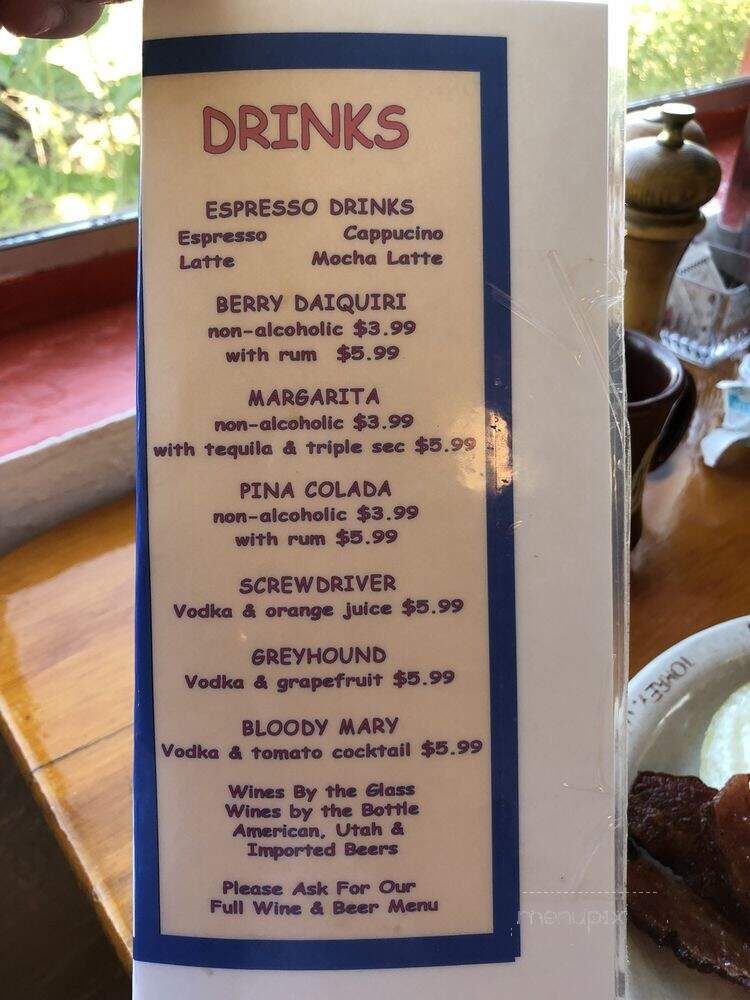 DRINKS
ESPRESSO DRINKS
Espresso Cappucino
Latte Mocha Latte
BERRY DAIQUIRI
non-alcoholic $3.99
with rum $5.99
MARGARITA
non-alcoholic $3.99
with tequila & triple sec $5.99
PINA COLADA
non-alcoholic $3.99
with rum $5.99
SCREWDRIVER
Vodka & orange juice $5.99
GREYHOUND
Vodka & grapefruit $5.99
BLOODY MARY
Vodka & tomato cocktail $5.99
Wines By the Glass
Wines by the Bottle
American, Utah &
Imported Beers
Please Ask For Our
Full Wine & Beer Menu
menupix